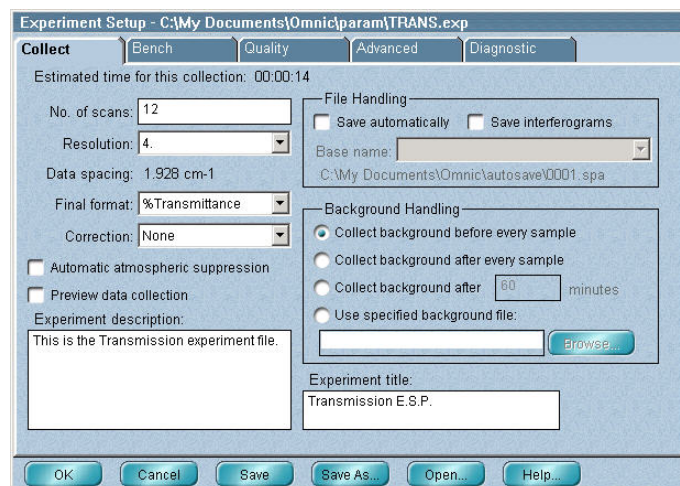 Experiment Setup - C:\My Documents\Omnic\param\TRANS.exp
Collect Bench Quality Advanced Diagnostic
Estimated time for this collection: 00:00:14
No. of scans: 12
Resolution: 4.
Data spacing: 1.928 cm-1
Final format: %Transmittance
Correction: None
Automatic atmospheric suppression
Preview data collection
Experiment description:
This is the Transmission experiment file.
File Handling
Save automatically Save interferograms
Base name:
C:\My Documents\Omnic\autosave\0001.spa
Background Handling
Collect background before every sample
Collect background after every sample
Collect background after 60 minutes
Use specified background file:
Browse...
Experiment title:
Transmission E.S.P.
OK Cancel Save Save As... Open... Help...